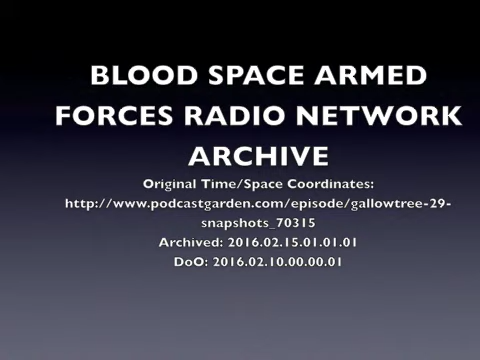 BLOOD SPACE ARMED
FORCES RADIO NETWORK
ARCHIVE
Original Time/Space Coordinates:
http://www.podcastgarden.com/episode/gallowtree-29-
snapshots_70315
Archived: 2016.02.15.01.01.01
DoO: 2016.02.10.00.00.01